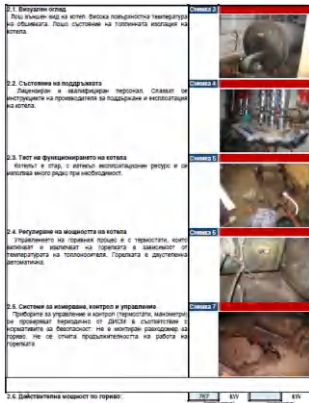 2.1. Визуален оглед Снимка 3
Лош външен вид на котел. Висока повърхностна температура
на обшивката. Лошо състояние на топлинната изолация на
котела.
2.2. Състояние на поддръжката Снимка 4
Лицензиран и квалифициран персонал. Спазват се
инструкциите на производителя за поддържане и експлоатация
на котела.
2.3. Тест на функционирането на котела Снимка 5
Котелът е стар, с изтекъл експлоатационен ресурс и се
използва много рядко при необходимост.
2.4. Регулиране на мощността на котела Снимка 6
Управлението на горивния процес е с термостати, които
включват и изключват на горелката в зависимост от
температурата на топлоносителя. Горелката е двустепенна
автоматична.
2.5. Системи за измерване, контрол и управление Снимка 7
Приборите за управление и контрол (термостати, манометри)
се проверяват периодично от ДИСМ в съответствие с
нормативите за безопасност. Не е монтиран разходомер за
гориво. Не се отчита продължителността на работа на
горелката.
2.6. Действителна мощност по гориво: 767 kW kW